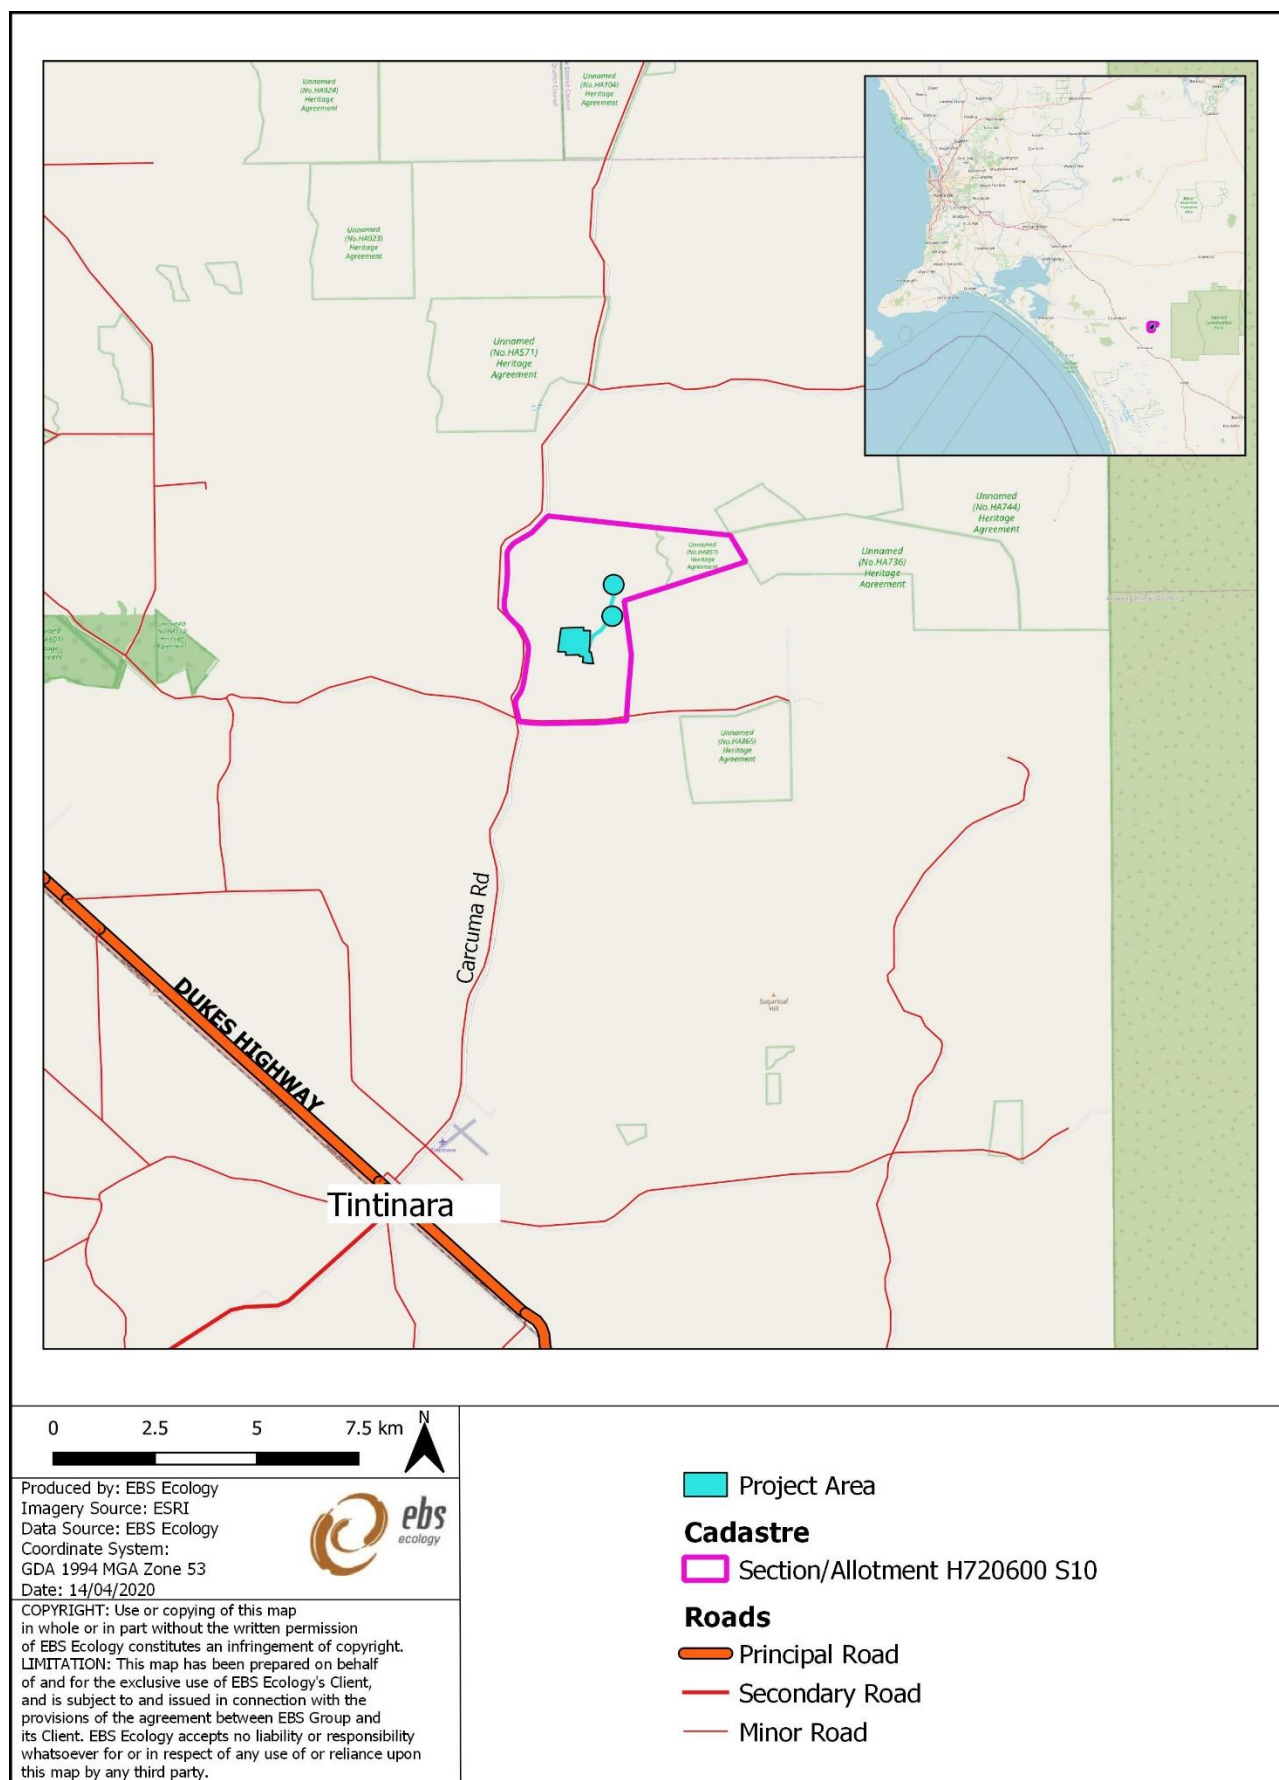 Unnamed
(No.HA924)
Heritage
Agreement
Unnamed
(No.HA104)
Heritage
Agreement
District Council
Unnamed
(No.HA923)
Heritage
Agreement
Unnamed
(No.HA571)
Heritage
Agreement
Unnamed
(No.HA744)
Heritage
Agreement
Unnamed
(No.HA857)
Heritage
Agreement
Unnamed
(No.HA736)
Heritage
Agreement
Unnamed
(No.HA865)
Heritage
Agreement
Carcuma Rd
Sugarloaf
Hill
DUKES HIGHWAY
Tintinara
0 2.5 5 7.5 km
N
Produced by: EBS Ecology
Imagery Source: ESRI
Data Source: EBS Ecology
Coordinate System:
GDA 1994 MGA Zone 53
Date: 14/04/2020
ebs
ecology
COPYRIGHT: Use or copying of this map
in whole or in part without the written permission
of EBS Ecology constitutes an infringement of copyright.
LIMITATION: This map has been prepared on behalf
of and for the exclusive use of EBS Ecology's Client,
and is subject to and issued in connection with the
provisions of the agreement between EBS Group and
its Client. EBS Ecology accepts no liability or responsibility
whatsoever for or in respect of any use of or reliance upon
this map by any third party.
Project Area
Cadastre
Section/Allotment H720600 S10
Roads
Principal Road
Secondary Road
Minor Road